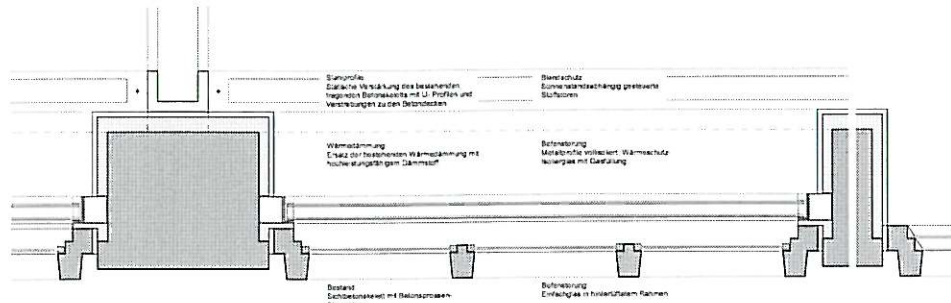 Stahlprofile
Statische Verstärkung des bestehenden
tragenden Betonskeletts mit U- Profilen und
Verstrebungen zu den Betondecken
Blendschutz
Sonnenstandsabhängig gesteuerte
Stoffstoren
Wärmedämmung
Ersatz der bestehenden Wärmedämmung mit
hochleistungsfähigem Dämmstoff
Befensterung
Metallprofile vollisoliert, Wärmeschutz
Isolierglas mit Gasfüllung
Bestand
Sichtbetonskelett mit Betonsprossen-
Befensterung
Einfachglas in hinterlüftetem Rahmen